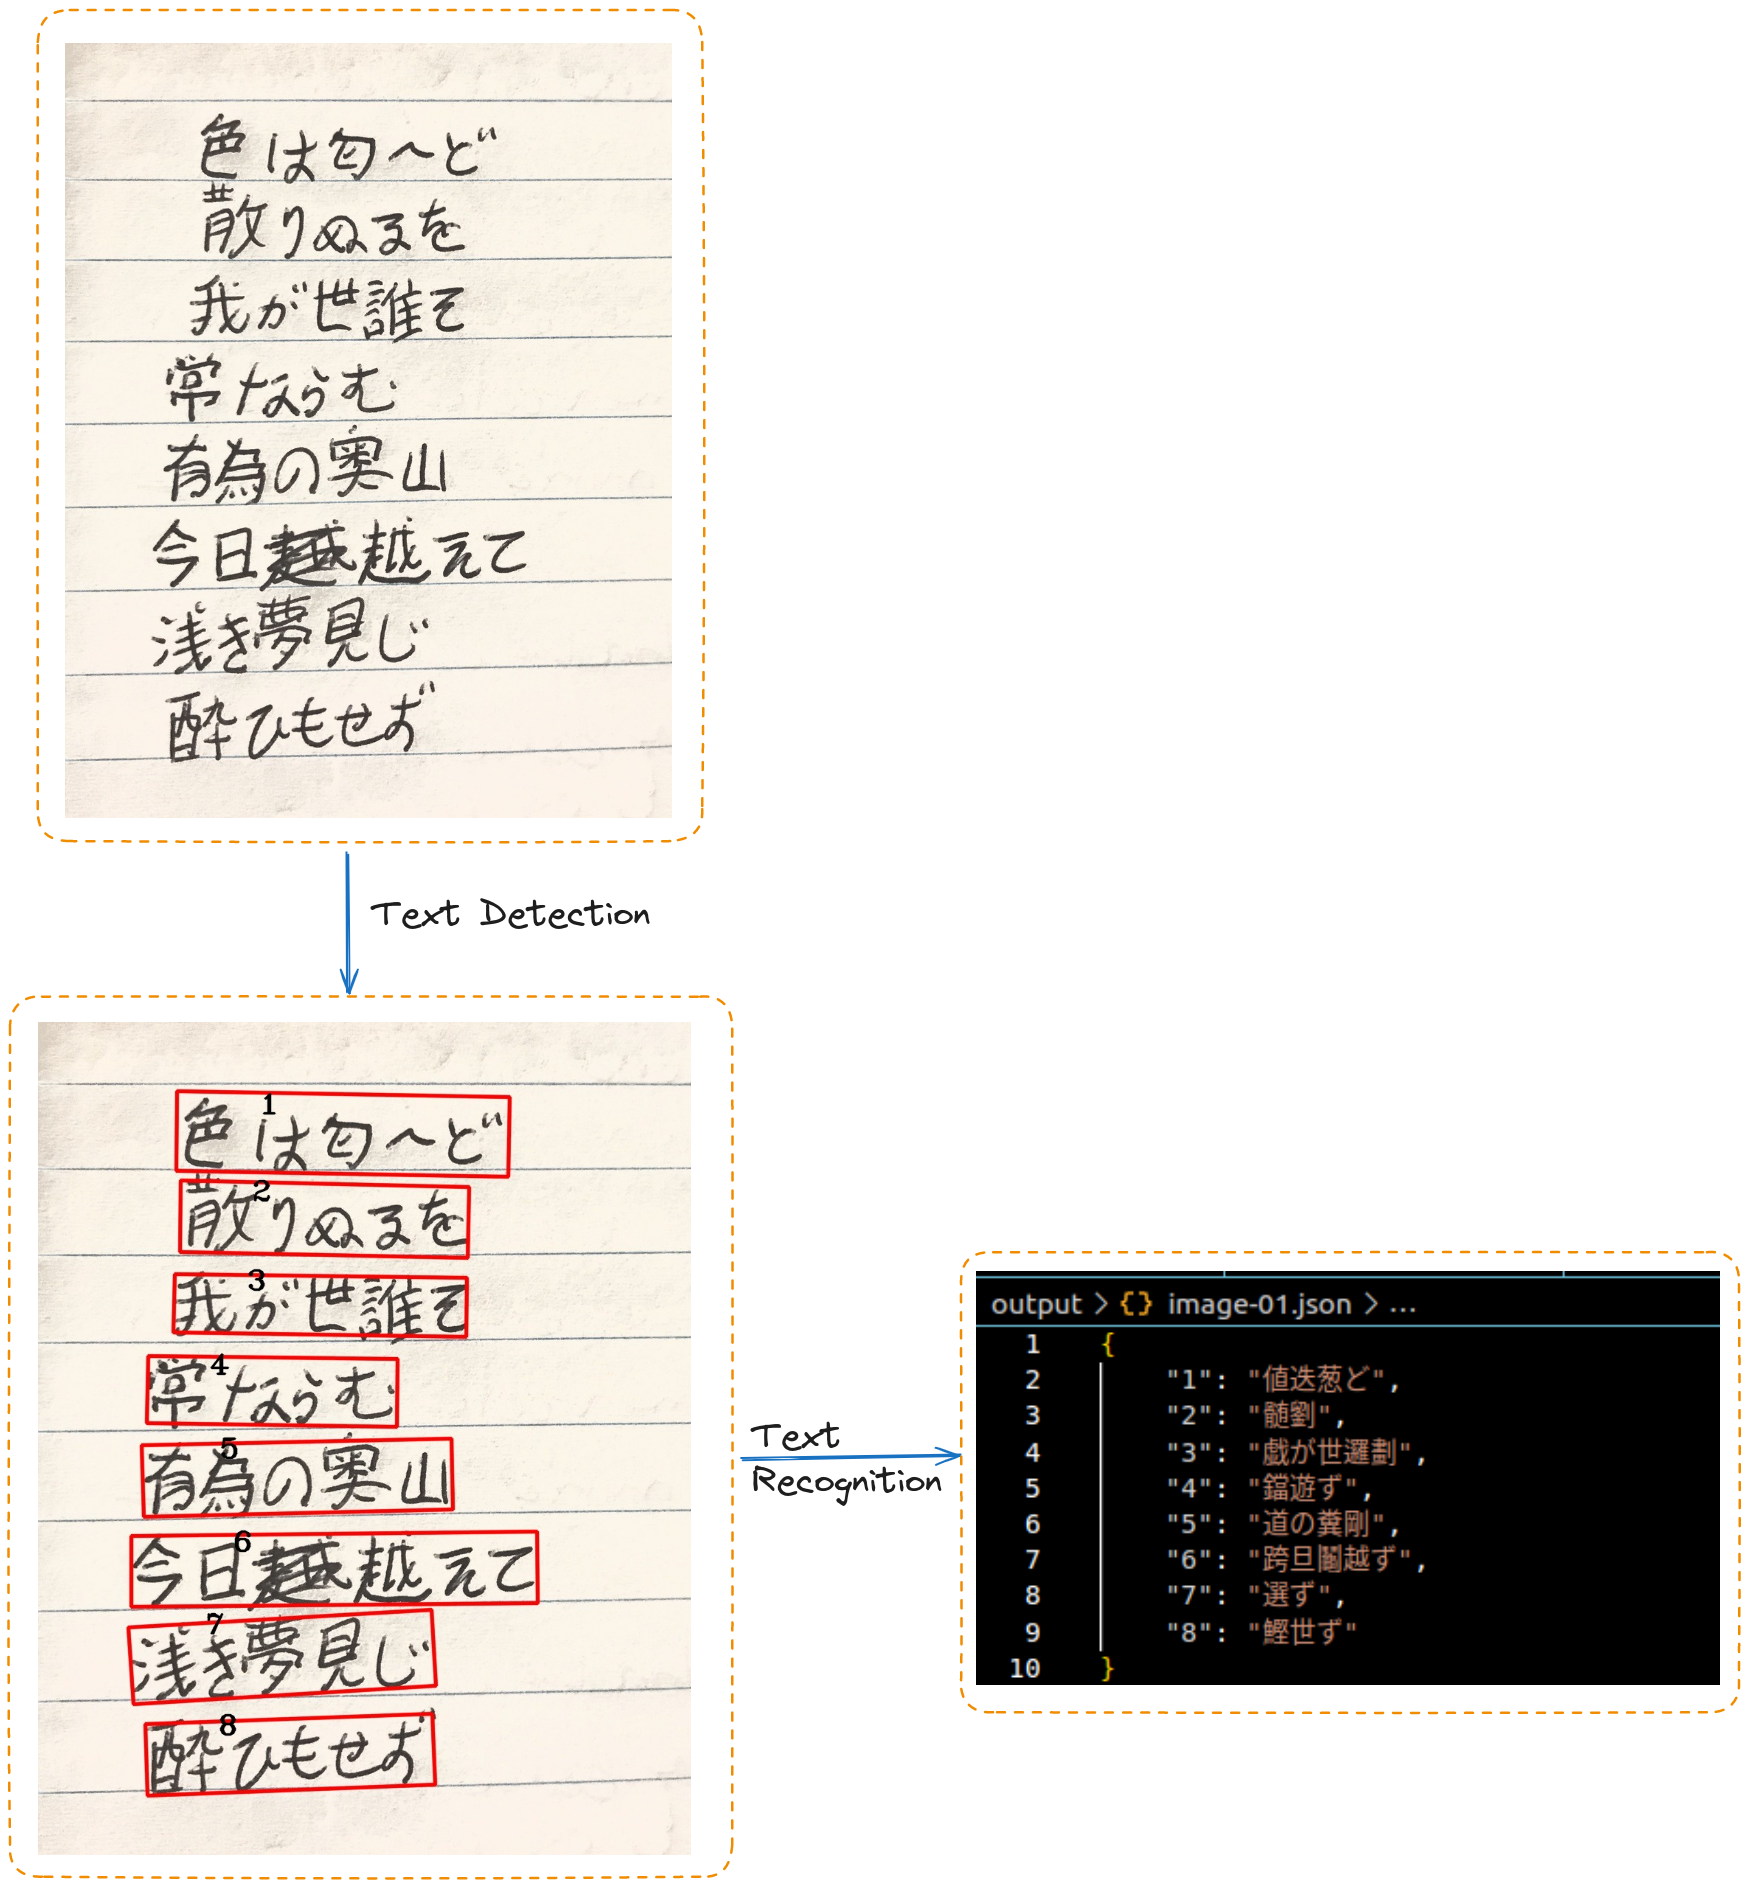 色は匂へど
散りぬるを
我が世誰そ
常ならむ
有為の奥山
今日越越えて
浅き夢見じ
酔ひもせず
Text Detection
1
色は匂へど
2
散りぬるを
3
我が世誰そ
4
常ならむ
5
有為の奥山
6
今日越越えて
7
浅き夢見じ
8
酔ひもせず
Text
Recognition
output > {} image-01.json > ...
1 {
2 "1": "値迭葱ど",
3 "2": "髄劉",
4 "3": "戯が世邏劃",
5 "4": "鐺遊ず",
6 "5": "道の糞剛",
7 "6": "跨旦鬮越ず",
8 "7": "選ず",
9 "8": "鰹世ず"
10 }